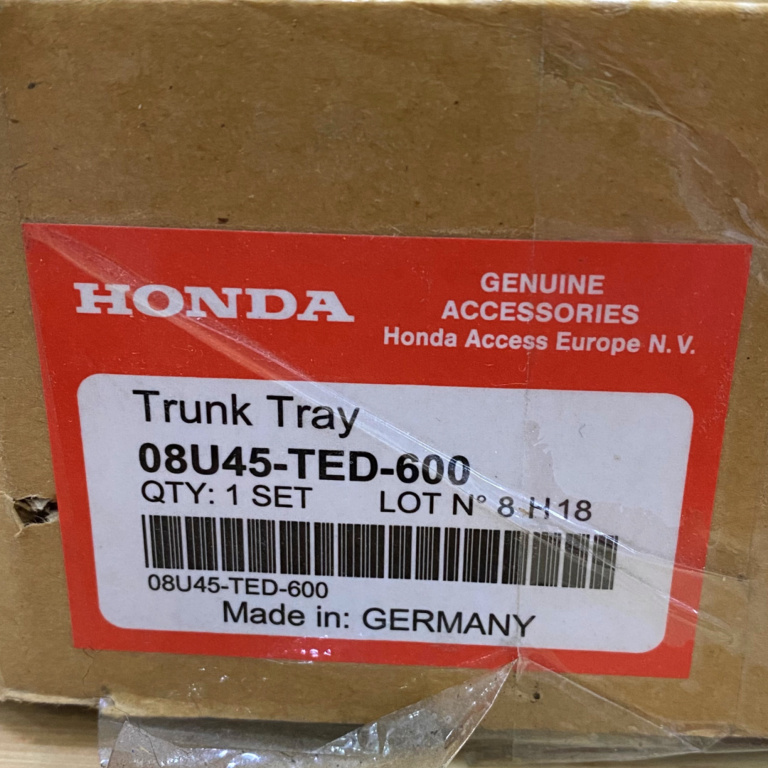 HONDA
GENUINE
ACCESSORIES
Honda Access Europe N.V.
Trunk Tray
08U45-TED-600
QTY: 1 SET LOT N° 8 H 18
08U45-TED-600
Made in: GERMANY